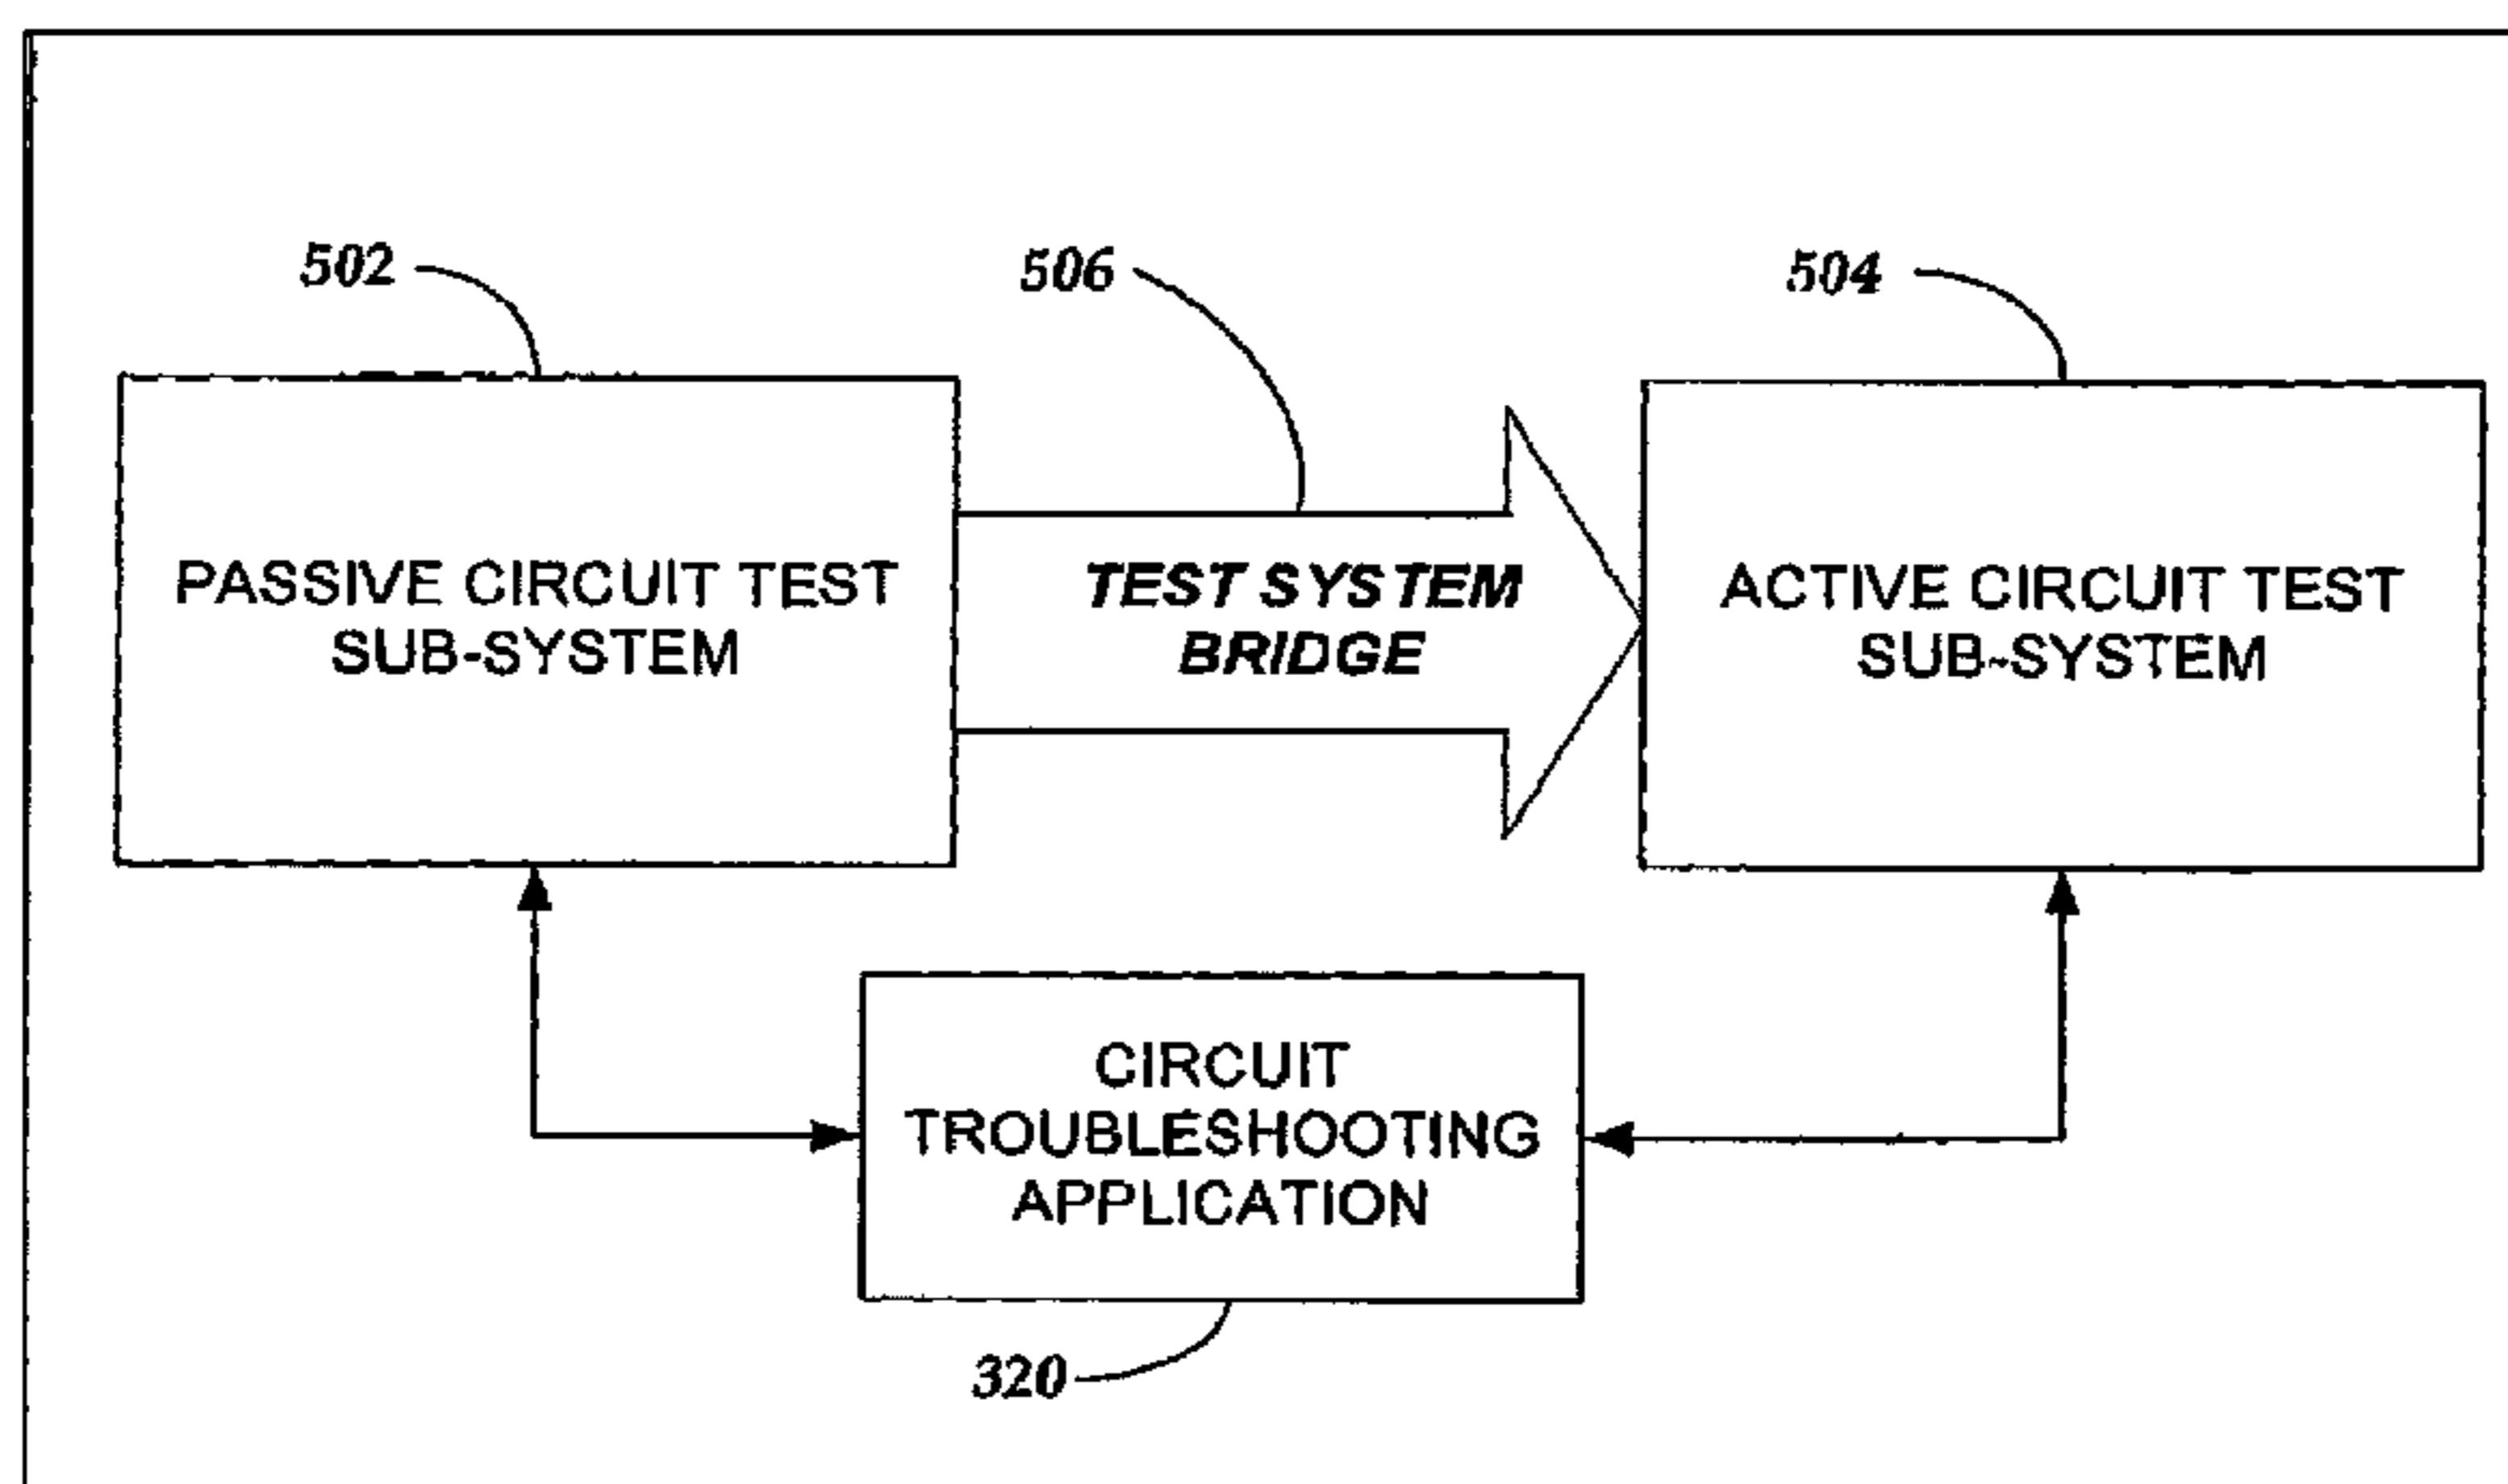 502
506
504
PASSIVE CIRCUIT TEST
SUB-SYSTEM
TEST SYSTEM
BRIDGE
ACTIVE CIRCUIT TEST
SUB-SYSTEM
CIRCUIT
TROUBLESHOOTING
APPLICATION
320